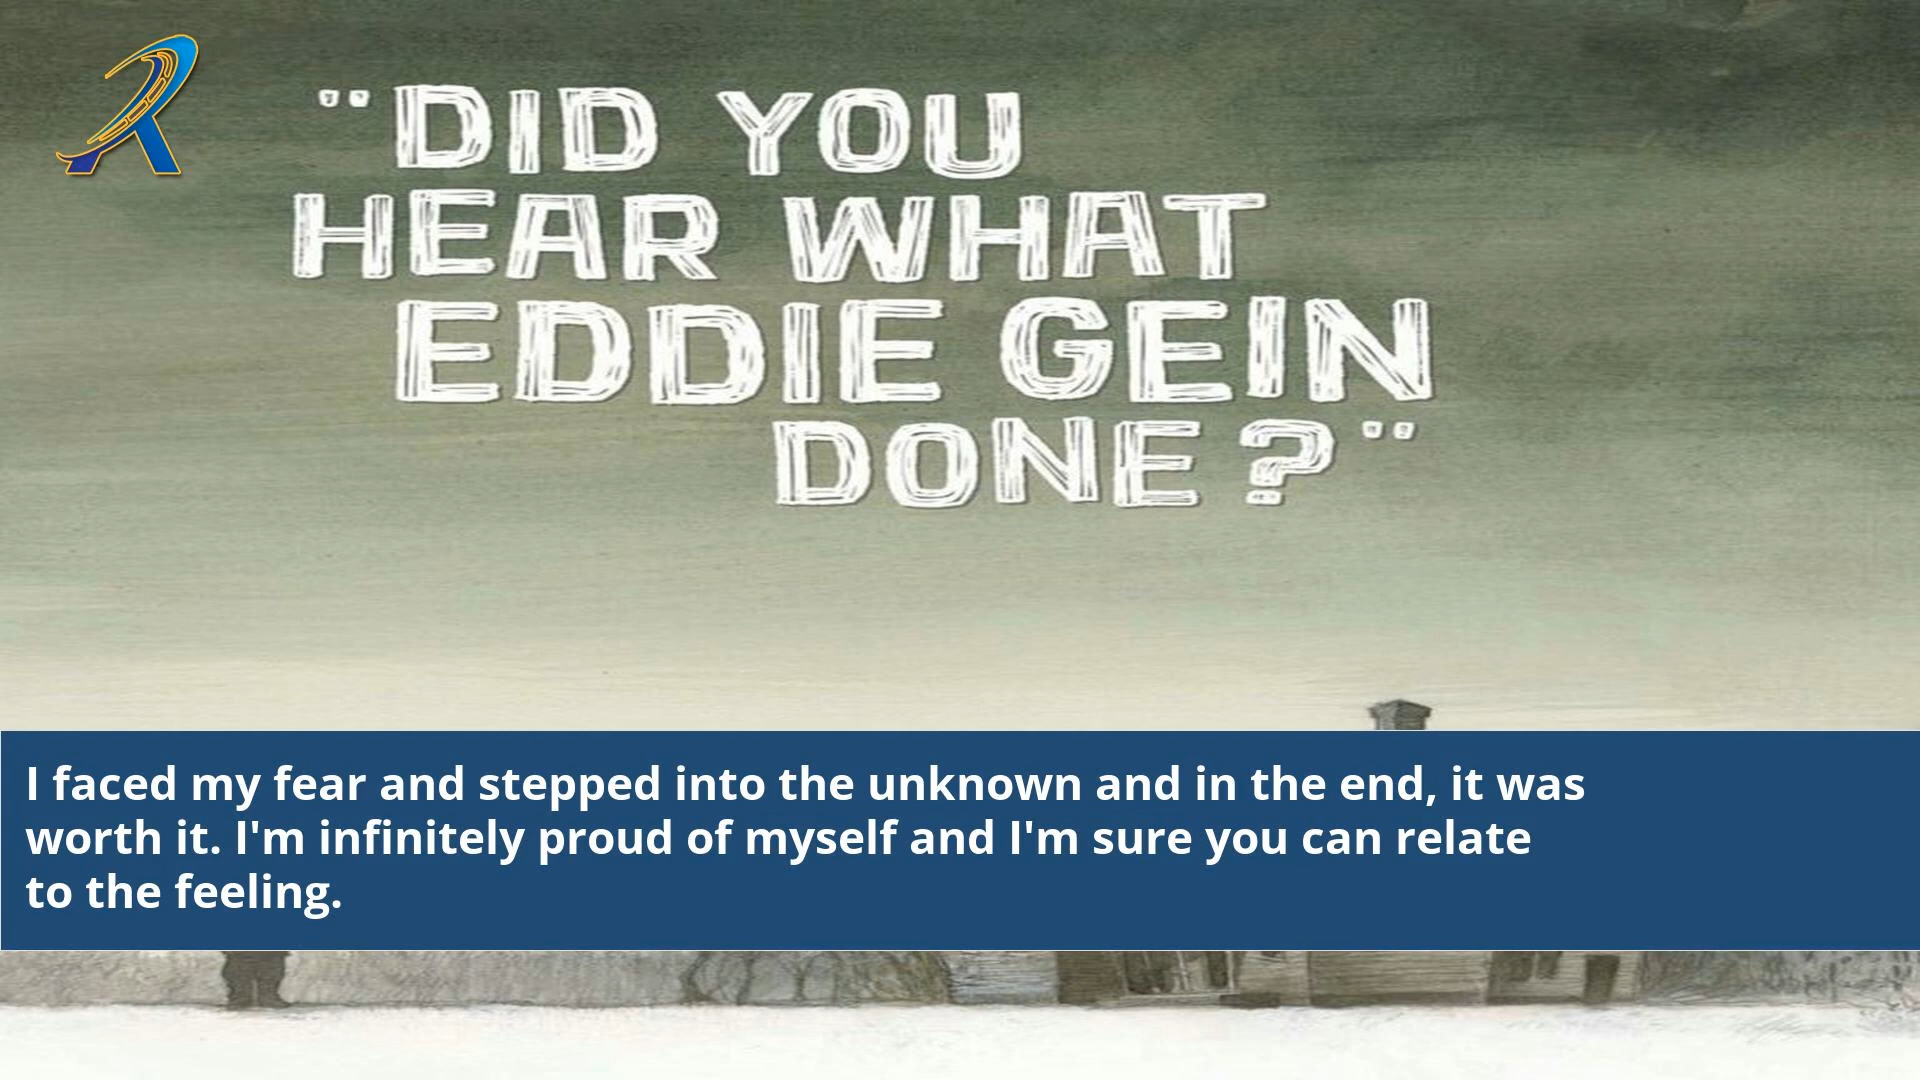 "DID YOU
HEAR WHAT
EDDIE GEIN
DONE?"
I faced my fear and stepped into the unknown and in the end, it was
worth it. I'm infinitely proud of myself and I'm sure you can relate
to the feeling.